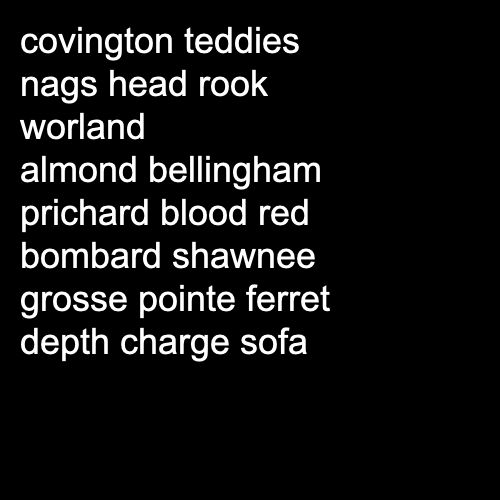 covington teddies
nags head rook
worland
almond bellingham
prichard blood red
bombard shawnee
grosse pointe ferret
depth charge sofa